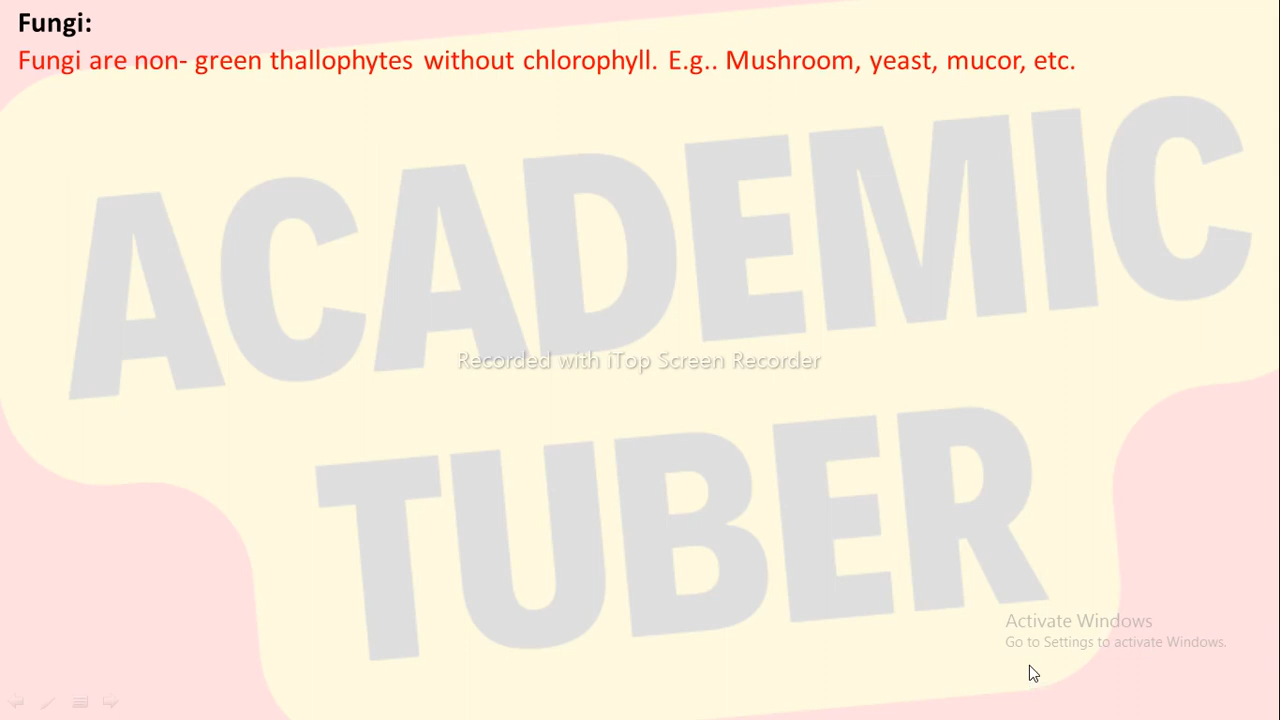 Fungi:
Fungi are non- green thallophytes without chlorophyll. E.g.. Mushroom, yeast, mucor, etc.
ACADEMIC
Recorded with iTop Screen Recorder
TUBER
Activate Windows
Go to Settings to activate Windows.